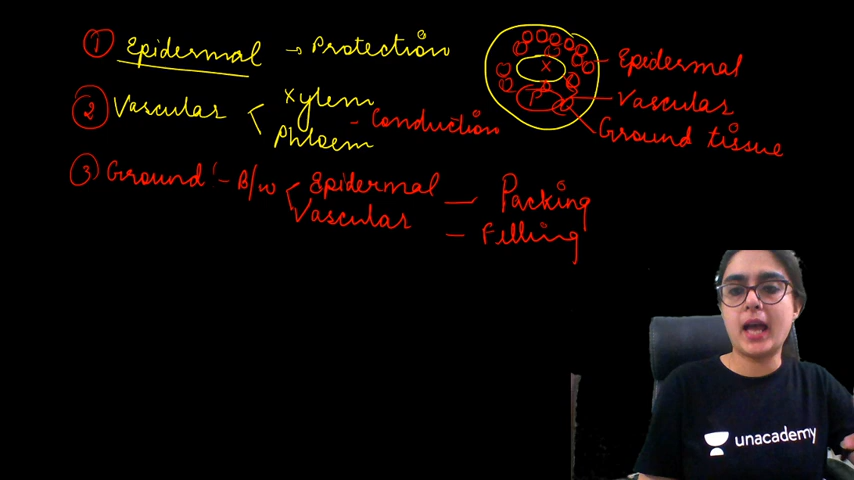 1 Epidermal → Protection
2 Vascular < Xylem
Phloem - Conduction
3 Ground :- B/w < Epidermal
Vascular
— Packing
— Filling
X
P
Epidermal
Vascular
Ground tissue
unacademy